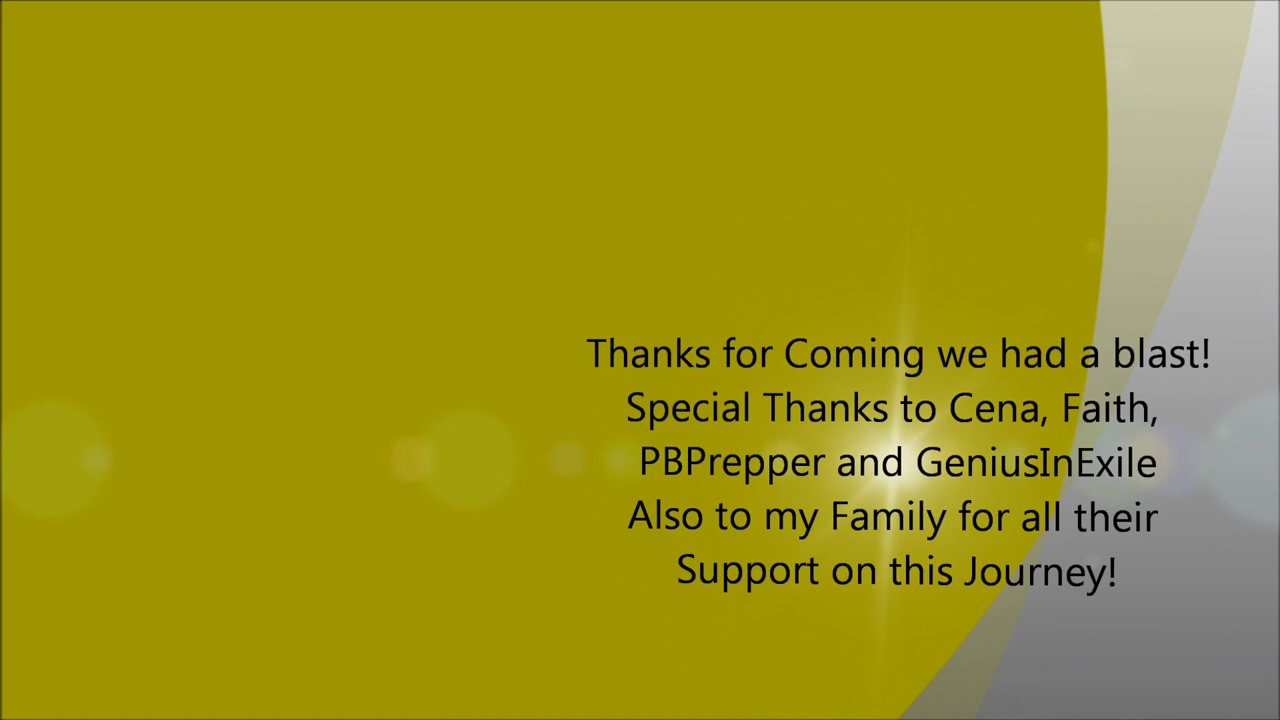 Thanks for Coming we had a blast!
Special Thanks to Cena, Faith,
PBPrepper and GeniusInExile
Also to my Family for all their
Support on this Journey!